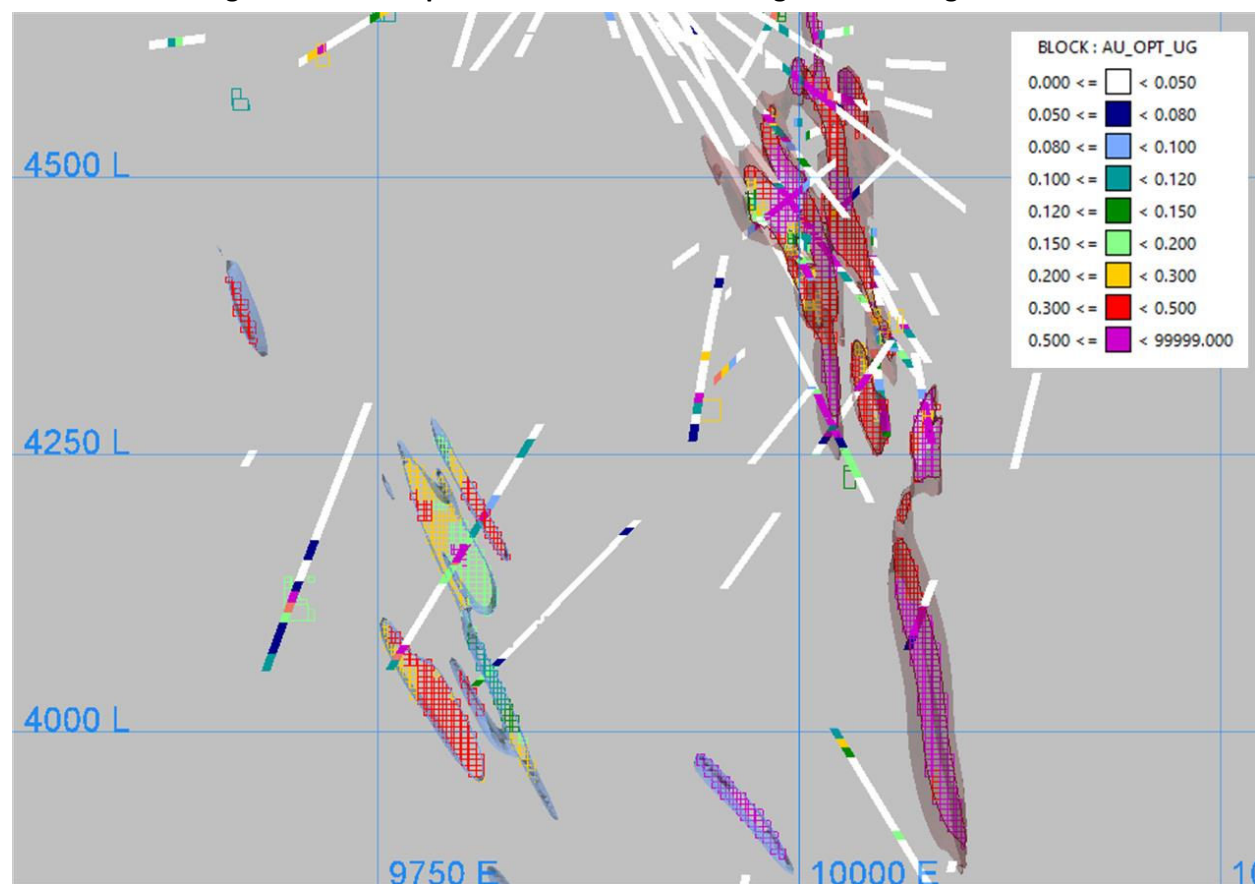 BLOCK : AU_OPT_UG
0.000 <= < 0.050
0.050 <= < 0.080
0.080 <= < 0.100
0.100 <= < 0.120
0.120 <= < 0.150
0.150 <= < 0.200
0.200 <= < 0.300
0.300 <= < 0.500
0.500 <= < 99999.000
4500 L
4250 L
4000 L
9750 E
10000 E